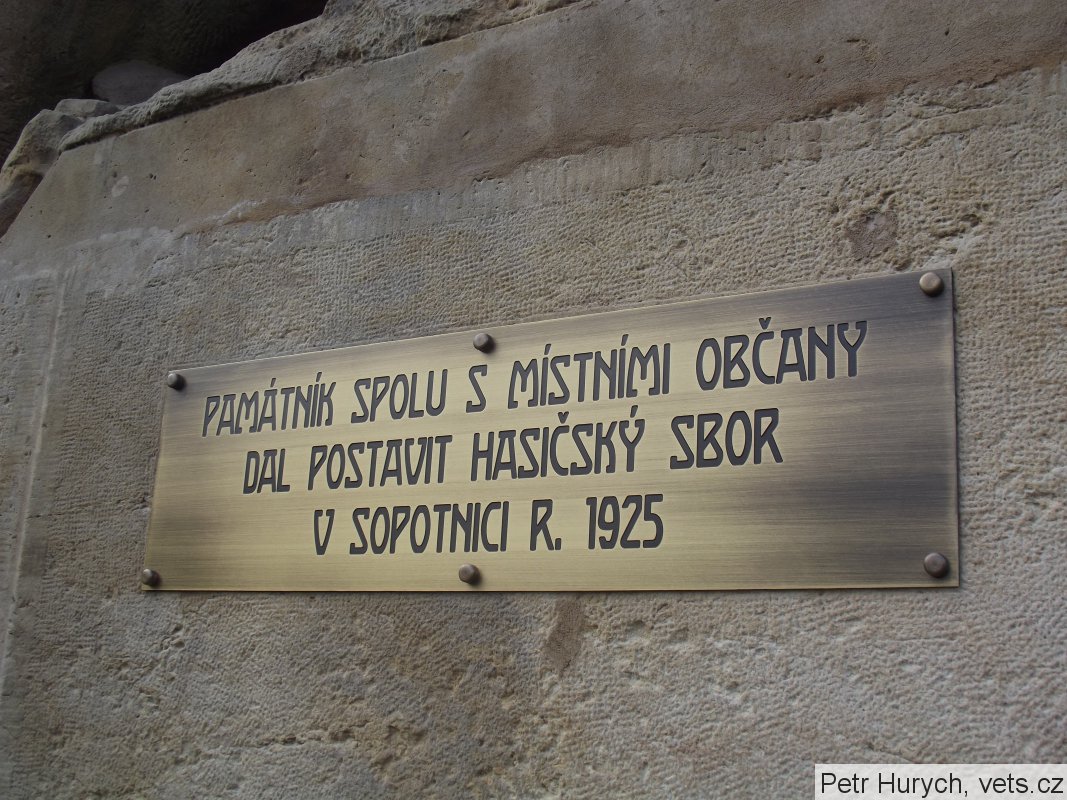 PAMÁTNÍK SPOLU S MÍSTNÍMI OBČANY
DAL POSTAVIT HASIČSKÝ SBOR
V SOPOTNICI R. 1925
Petr Hurych, vets.cz